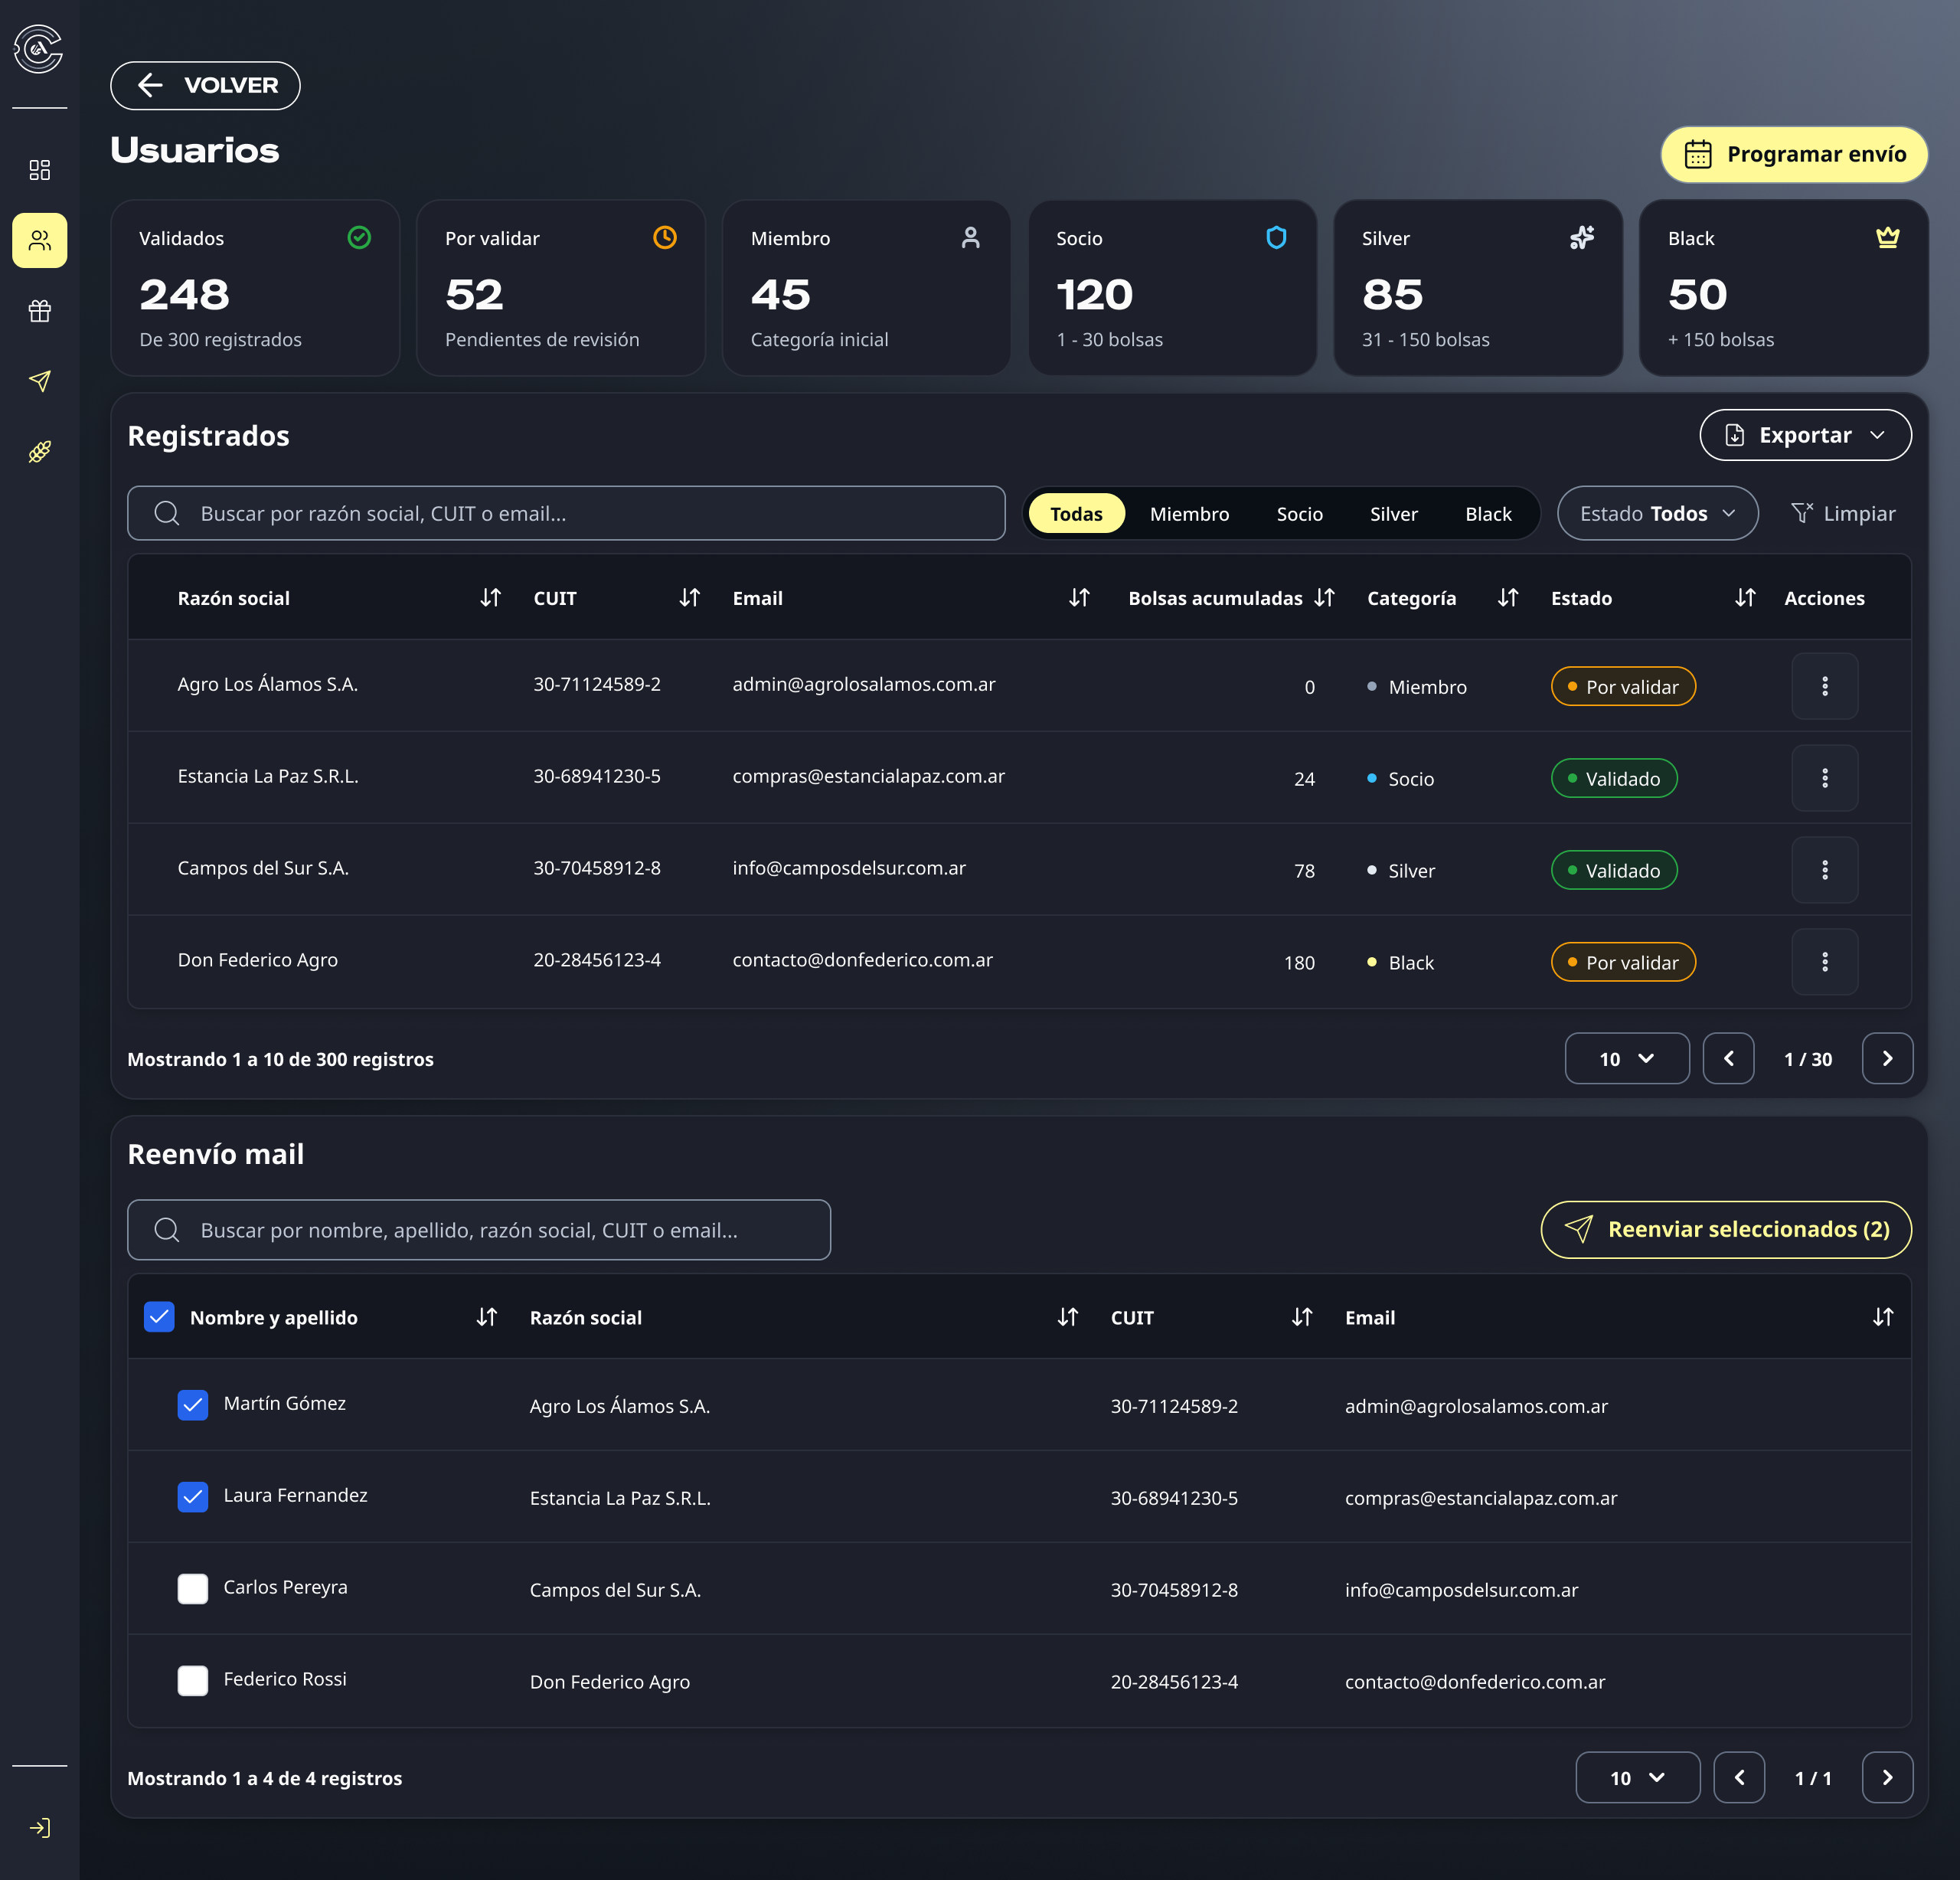 VOLVER
Usuarios
Programar envío
Validados
248
De 300 registrados
Por validar
52
Pendientes de revisión
Miembro
45
Categoría inicial
Socio
120
1 - 30 bolsas
Silver
85
31 - 150 bolsas
Black
50
+ 150 bolsas
Registrados
Exportar
Buscar por razón social, CUIT o email...
Todas Miembro Socio Silver Black
Estado Todos
Limpiar
Razón social CUIT Email Bolsas acumuladas Categoría Estado Acciones
Agro Los Álamos S.A. 30-71124589-2 admin@agrolosalamos.com.ar 0 Miembro Por validar
Estancia La Paz S.R.L. 30-68941230-5 compras@estancialapaz.com.ar 24 Socio Validado
Campos del Sur S.A. 30-70458912-8 info@camposdelsur.com.ar 78 Silver Validado
Don Federico Agro 20-28456123-4 contacto@donfederico.com.ar 180 Black Por validar
Mostrando 1 a 10 de 300 registros
10
1 / 30
Reenvío mail
Buscar por nombre, apellido, razón social, CUIT o email...
Reenviar seleccionados (2)
Nombre y apellido Razón social CUIT Email
Martín Gómez Agro Los Álamos S.A. 30-71124589-2 admin@agrolosalamos.com.ar
Laura Fernandez Estancia La Paz S.R.L. 30-68941230-5 compras@estancialapaz.com.ar
Carlos Pereyra Campos del Sur S.A. 30-70458912-8 info@camposdelsur.com.ar
Federico Rossi Don Federico Agro 20-28456123-4 contacto@donfederico.com.ar
Mostrando 1 a 4 de 4 registros
10
1 / 1